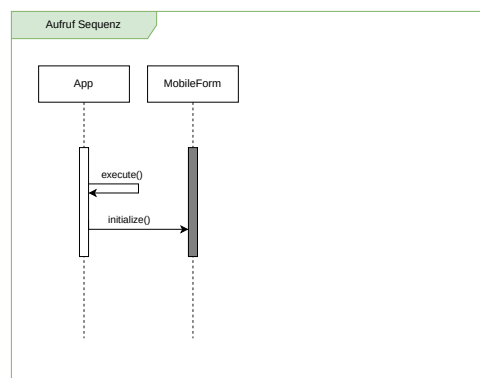 Aufruf Sequenz
App
MobileForm
execute()
initialize()